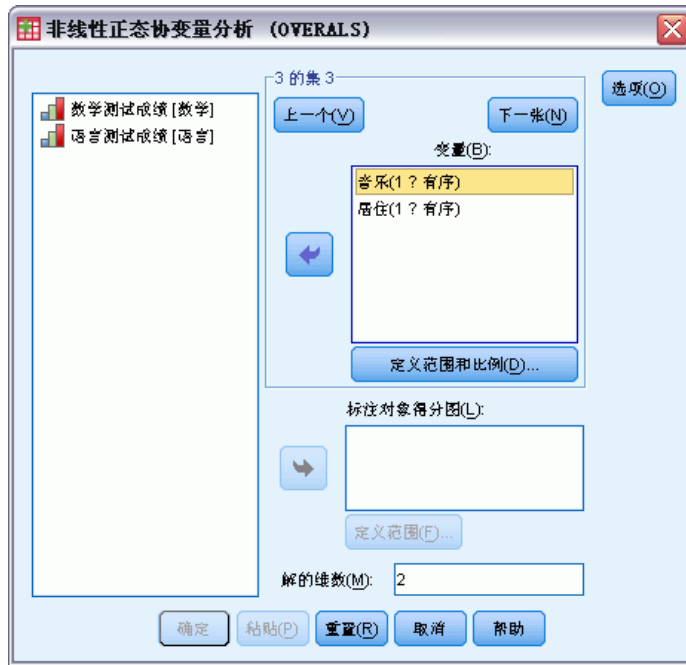 非线性正态协变量分析 (OVERALS)
数学测试成绩 [数学]
语言测试成绩 [语言]
3 的集 3
上一个(V)
下一张(N)
变量(B):
音乐(1 ? 有序)
居住(1 ? 有序)
定义范围和比例(D)...
选项(O)
标注对象得分图(L):
定义范围(F)...
解的维数(M): 2
确定 粘贴(P) 重置(R) 取消 帮助